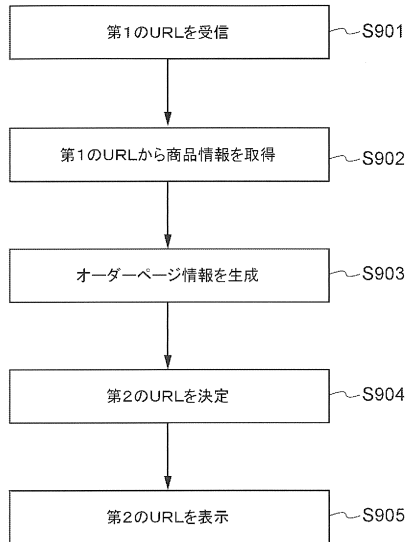 第1のURLを受信
S901
第1のURLから商品情報を取得
S902
オーダーページ情報を生成
S903
第2のURLを決定
S904
第2のURLを表示
S905